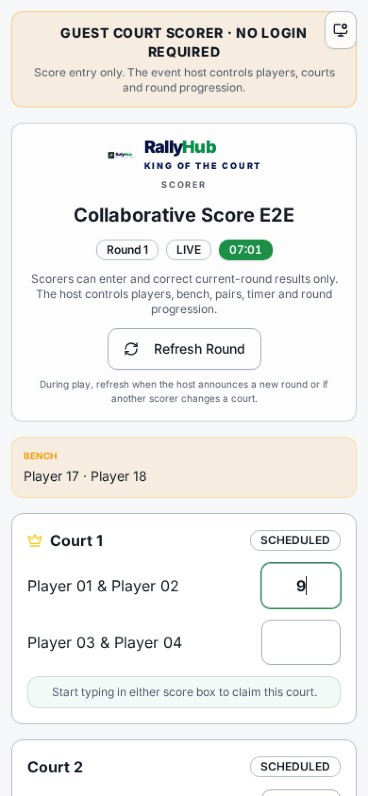 GUEST COURT SCORER · NO LOGIN
REQUIRED
Score entry only. The event host controls players, courts
and round progression.
RallyHub
RallyHub
KING OF THE COURT
SCORER
Collaborative Score E2E
Round 1
LIVE
07:01
Scorers can enter and correct current-round results only.
The host controls players, bench, pairs, timer and round
progression.
Refresh Round
During play, refresh when the host announces a new round or if
another scorer changes a court.
BENCH
Player 17 · Player 18
Court 1
SCHEDULED
Player 01 & Player 02
9
Player 03 & Player 04
Start typing in either score box to claim this court.
Court 2
SCHEDULED